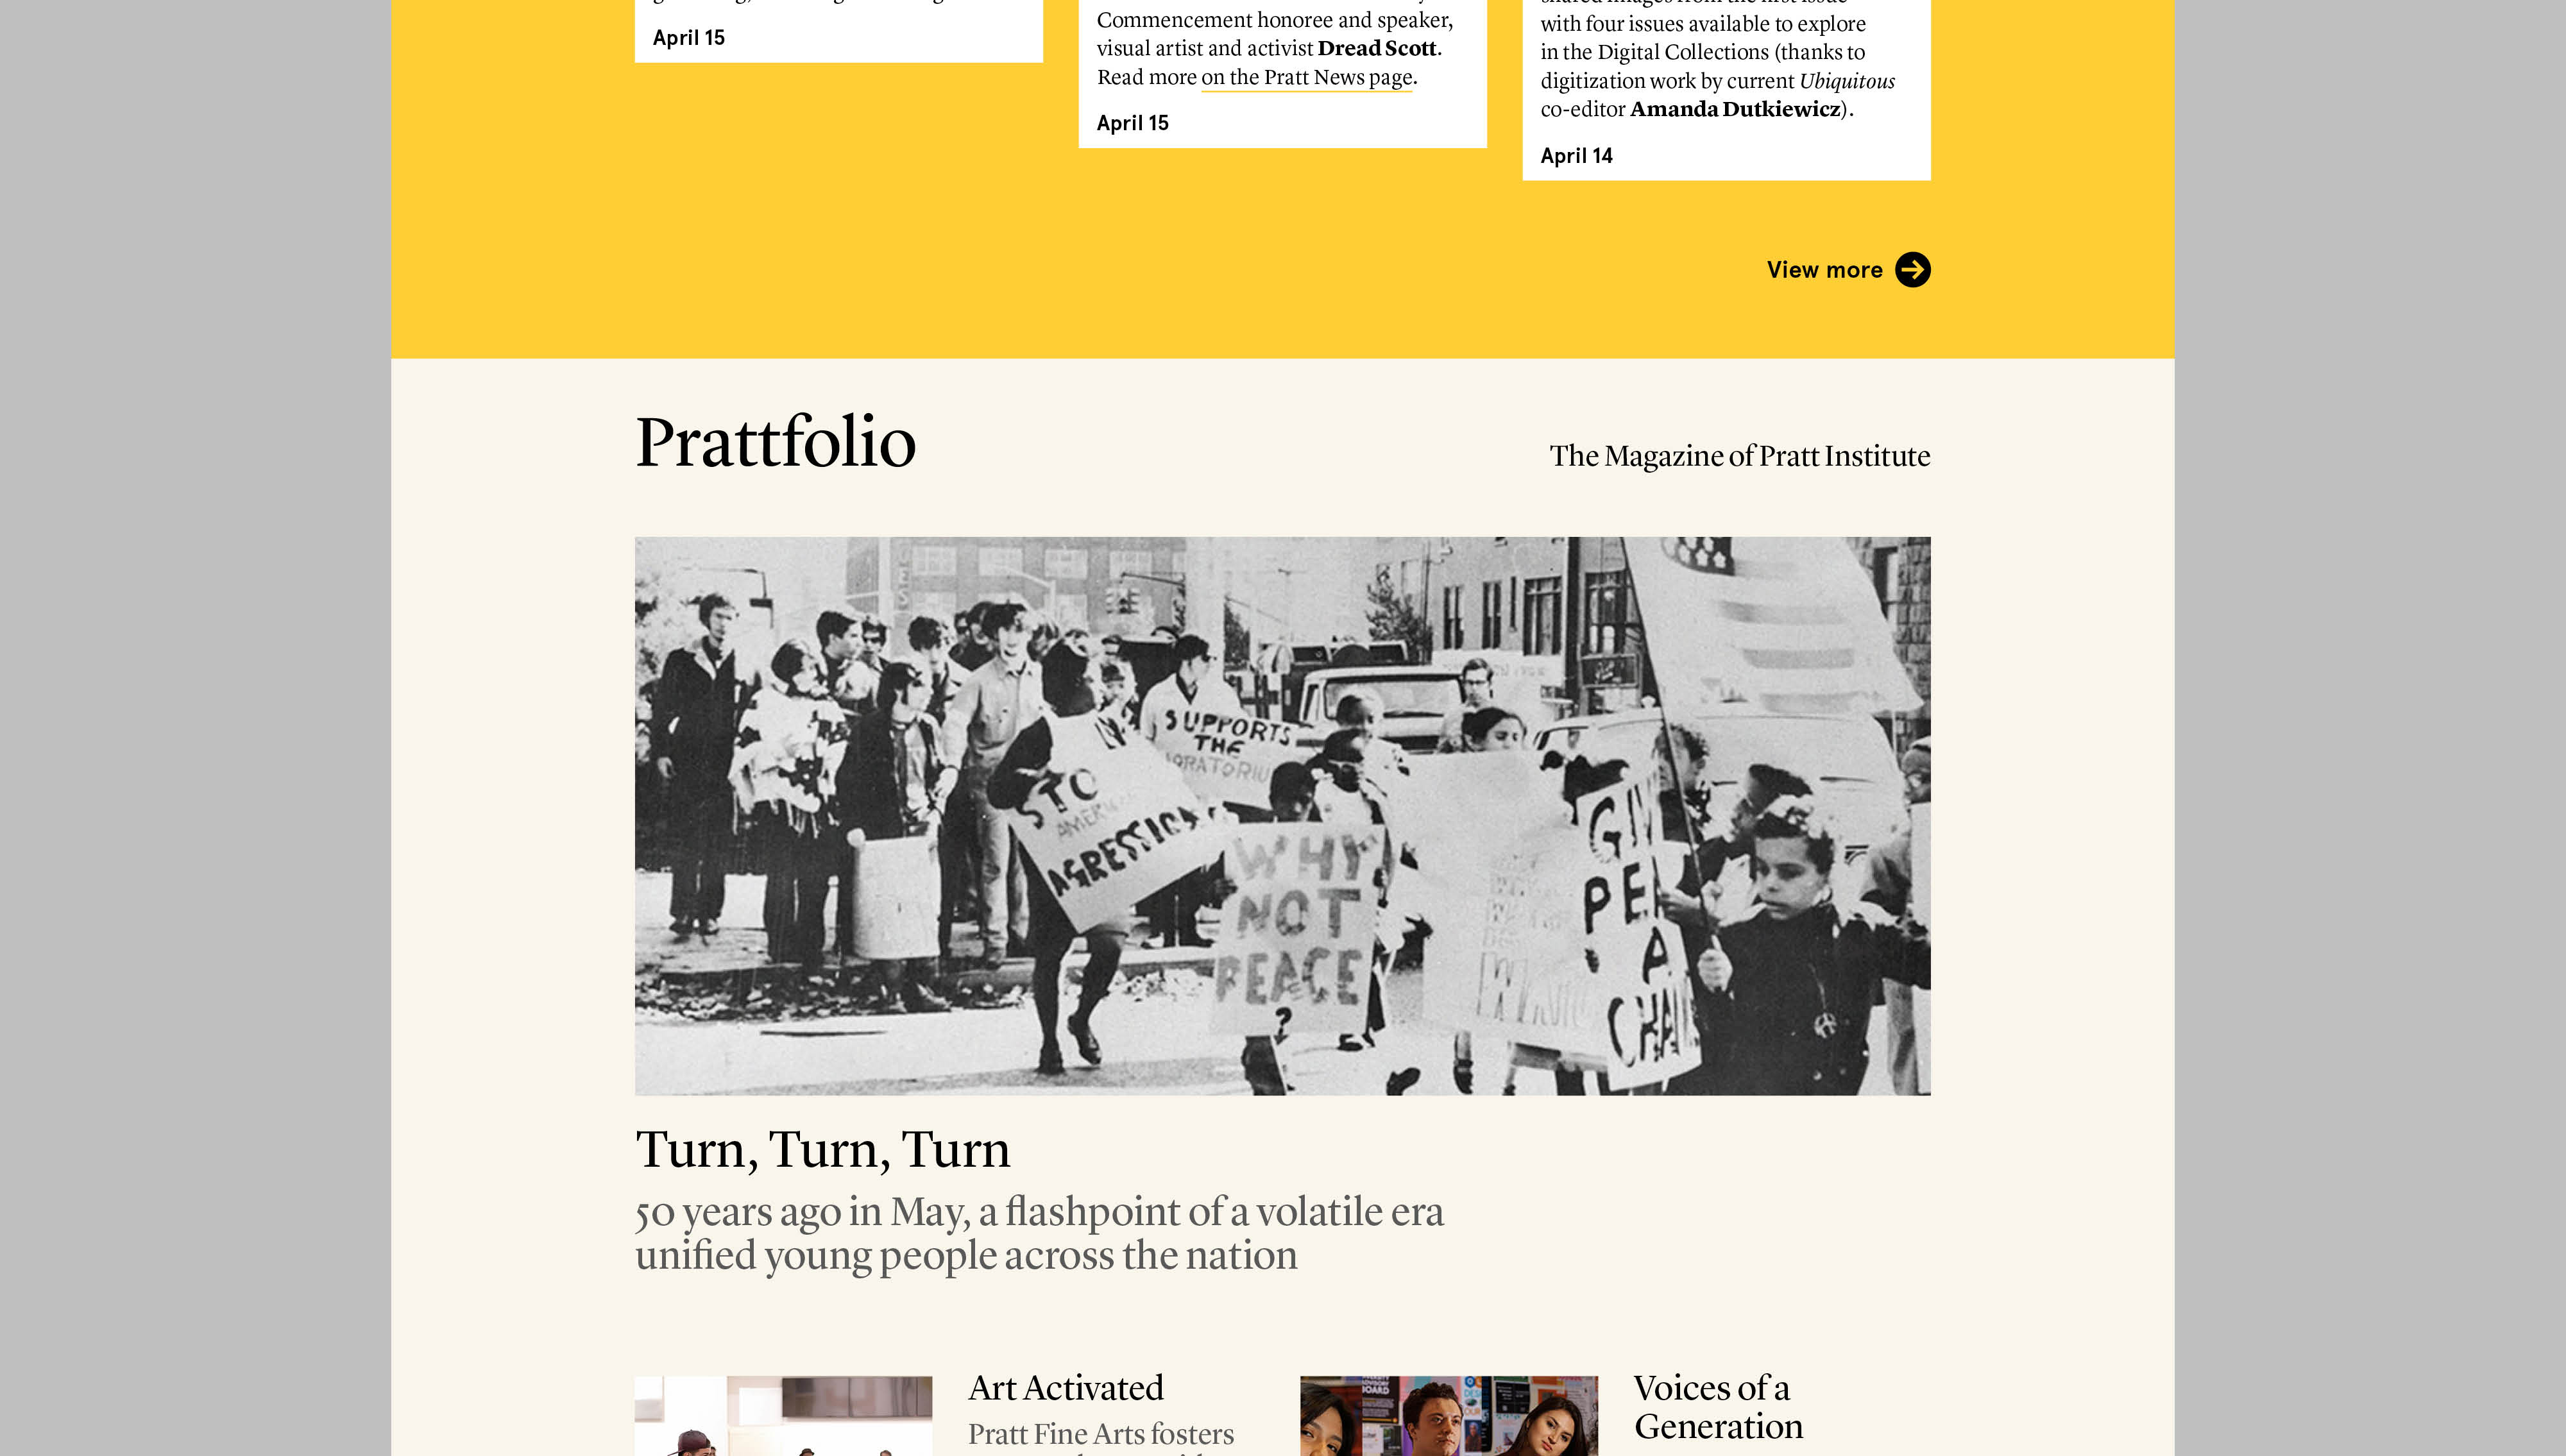 April 15
Commencement honoree and speaker,
visual artist and activist Dread Scott.
Read more on the Pratt News page.
April 15
with four issues available to explore
in the Digital Collections (thanks to
digitization work by current Ubiquitous
co-editor Amanda Dutkiewicz).
April 14
View more
Prattfolio
The Magazine of Pratt Institute
SUPPORTS
THE
STO
AGRESSION
WHY
NOT
PEACE
?
A
Turn, Turn, Turn
50 years ago in May, a flashpoint of a volatile era
unified young people across the nation
Art Activated
Pratt Fine Arts fosters
Voices of a
Generation